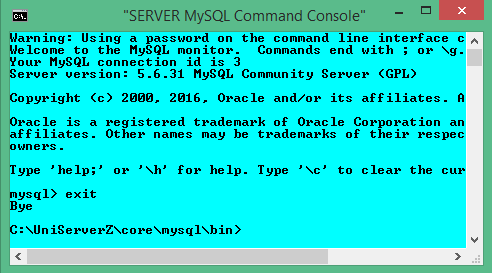 "SERVER MySQL Command Console"
Warning: Using a password on the command line interface c
Welcome to the MySQL monitor.  Commands end with ; or \g.
Your MySQL connection id is 3
Server version: 5.6.31 MySQL Community Server (GPL)
Copyright (c) 2000, 2016, Oracle and/or its affiliates. A
Oracle is a registered trademark of Oracle Corporation an
affiliates. Other names may be trademarks of their respec
owners.
Type 'help;' or '\h' for help. Type '\c' to clear the cur
mysql> exit
Bye
C:\UniServerZ\core\mysql\bin>